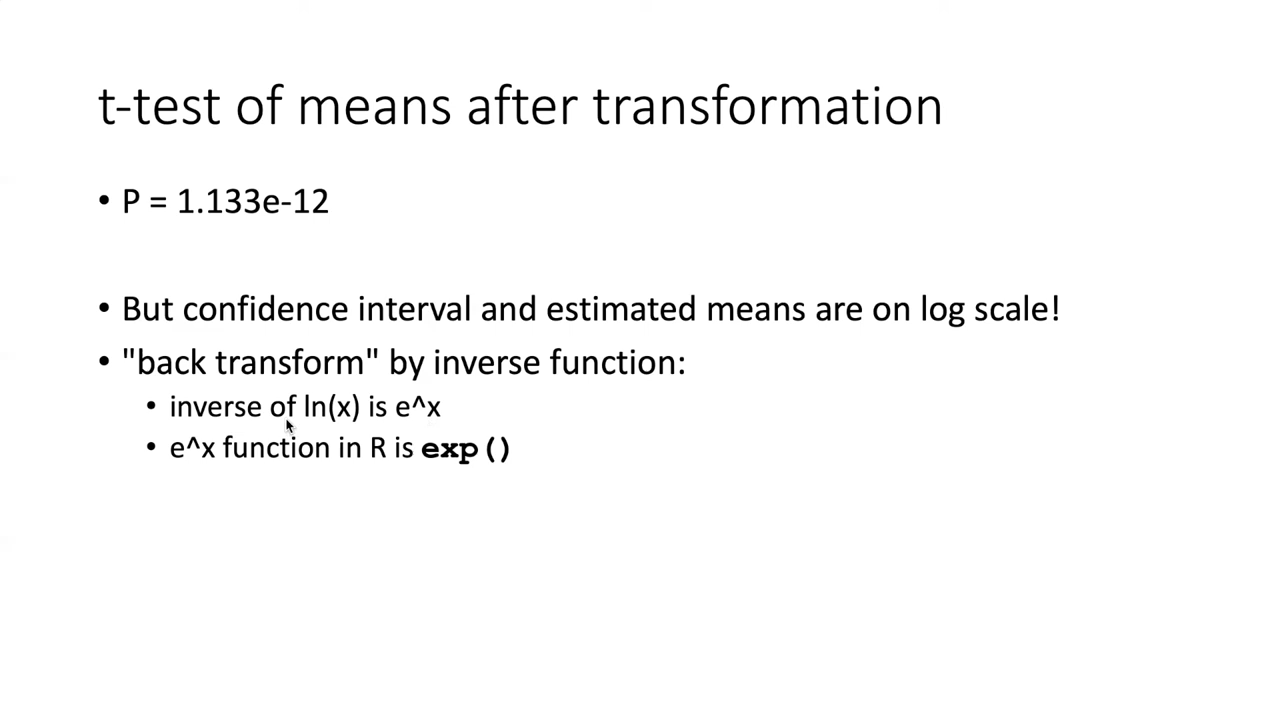 t-test of means after transformation
• P = 1.133e-12
• But confidence interval and estimated means are on log scale!
• "back transform" by inverse function:
• inverse of ln(x) is e^x
• e^x function in R is exp()